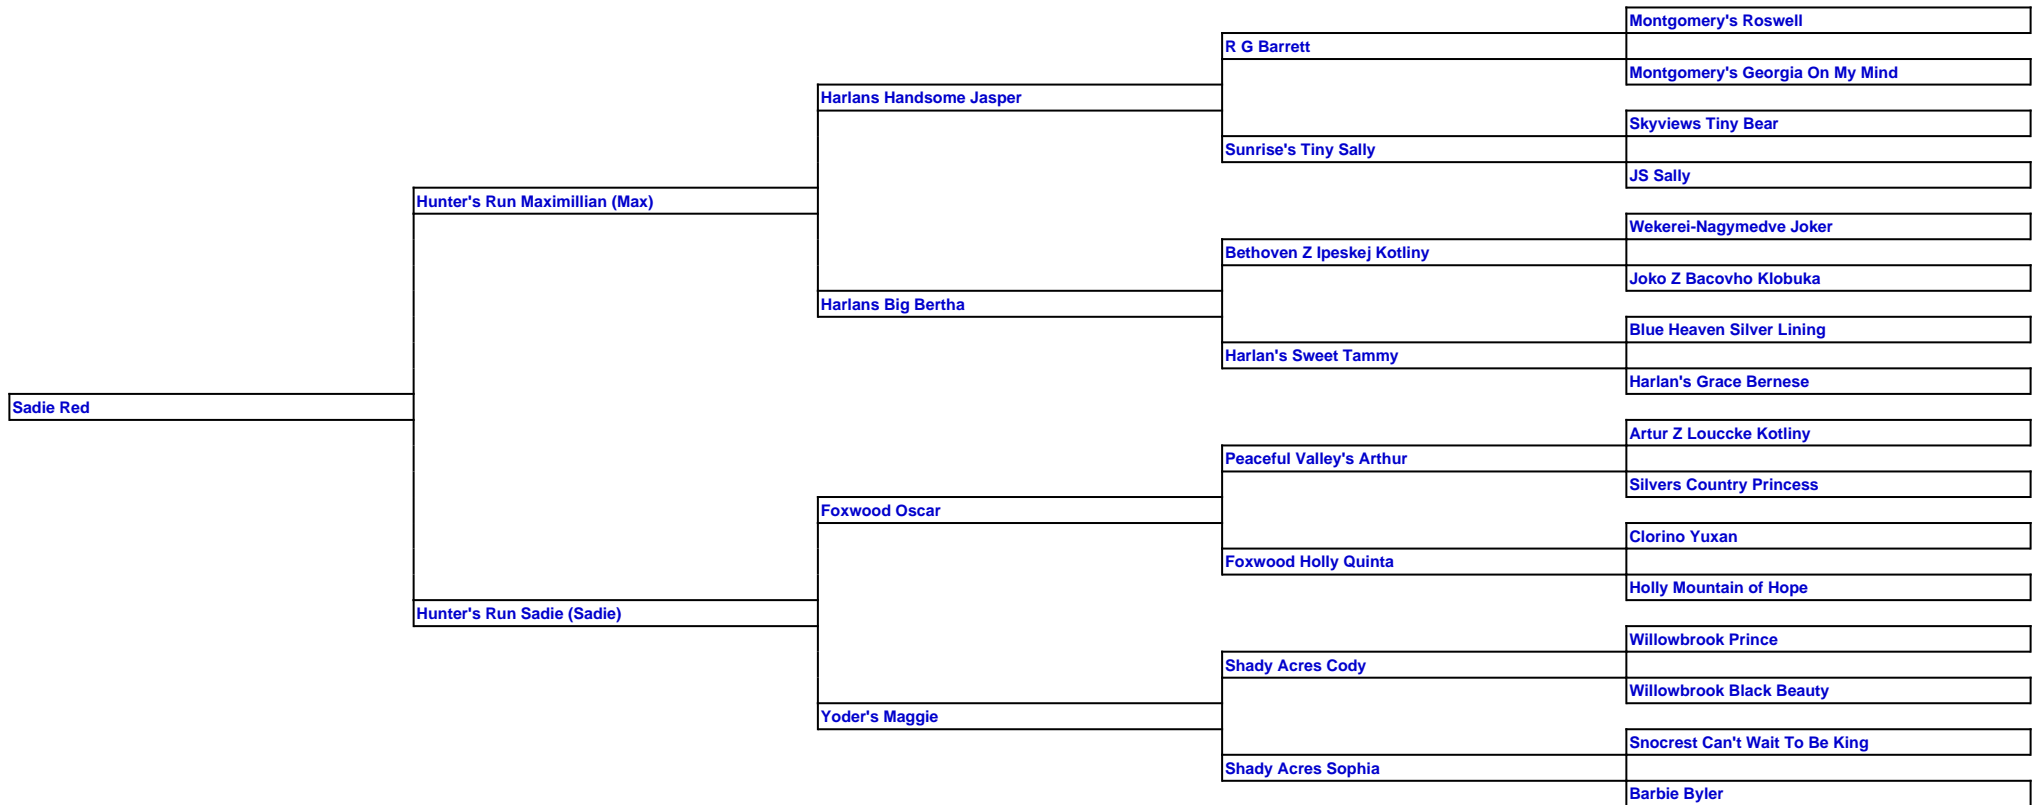 Montgomery's Roswell
R G Barrett
Montgomery's Georgia On My Mind
Harlans Handsome Jasper
Skyviews Tiny Bear
Sunrise's Tiny Sally
JS Sally
Hunter's Run Maximillian (Max)
Wekerei-Nagymedve Joker
Bethoven Z Ipeskej Kotliny
Joko Z Bacovho Klobuka
Harlans Big Bertha
Blue Heaven Silver Lining
Harlan's Sweet Tammy
Harlan's Grace Bernese
Sadie Red
Artur Z Louccke Kotliny
Peaceful Valley's Arthur
Silvers Country Princess
Foxwood Oscar
Clorino Yuxan
Foxwood Holly Quinta
Holly Mountain of Hope
Hunter's Run Sadie (Sadie)
Willowbrook Prince
Shady Acres Cody
Willowbrook Black Beauty
Yoder's Maggie
Snocrest Can't Wait To Be King
Shady Acres Sophia
Barbie Byler